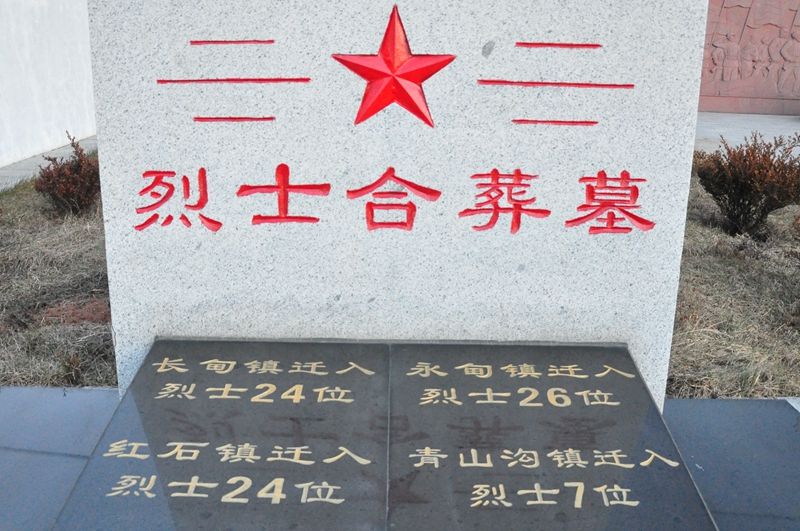 烈士合葬墓
长甸镇迁入
烈士24位
永甸镇迁入
烈士26位
红石镇迁入
烈士24位
青山沟镇迁入
烈士7位